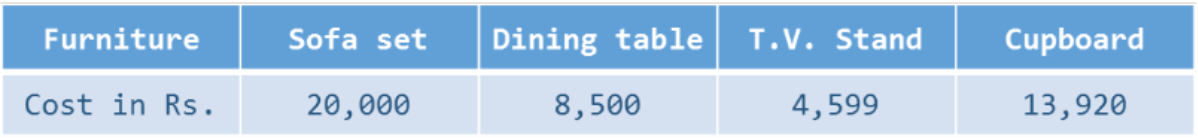 Furniture Sofa set Dining table T.V. Stand Cupboard
Cost in Rs. 20,000 8,500 4,599 13,920